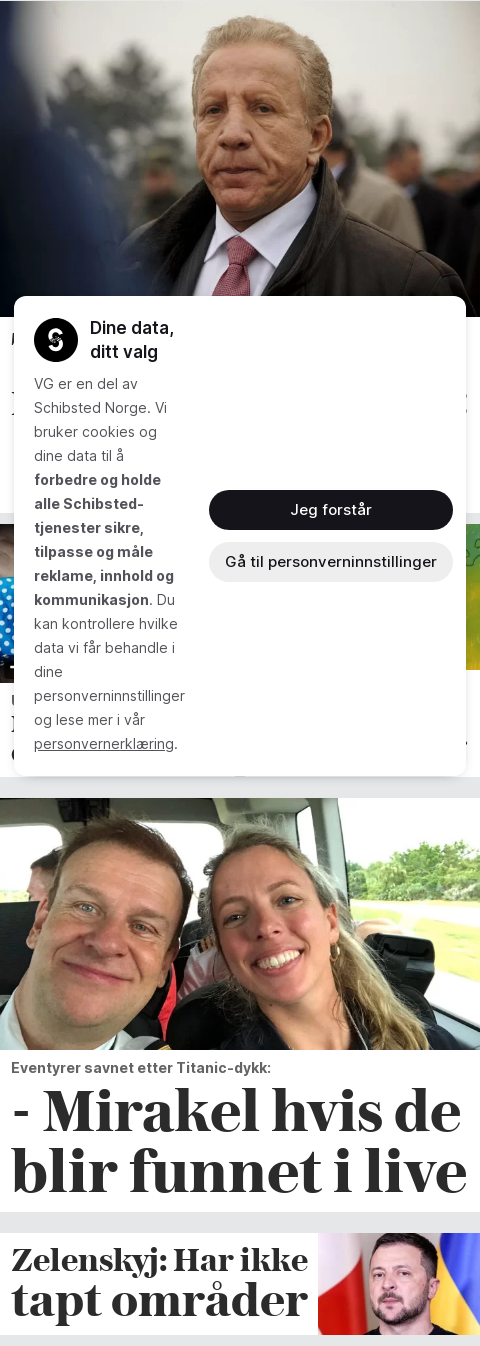 Dine data,
ditt valg
VG er en del av
Schibsted Norge. Vi
bruker cookies og
dine data til å
forbedre og holde
alle Schibsted-
tjenester sikre,
tilpasse og måle
reklame, innhold og
kommunikasjon. Du
kan kontrollere hvilke
data vi får behandle i
dine
personverninnstillinger
og lese mer i vår
personvernerklæring.
Jeg forstår
Gå til personverninnstillinger
Eventyrer savnet etter Titanic-dykk:
- Mirakel hvis de
blir funnet i live
Zelenskyj: Har ikke
tapt områder